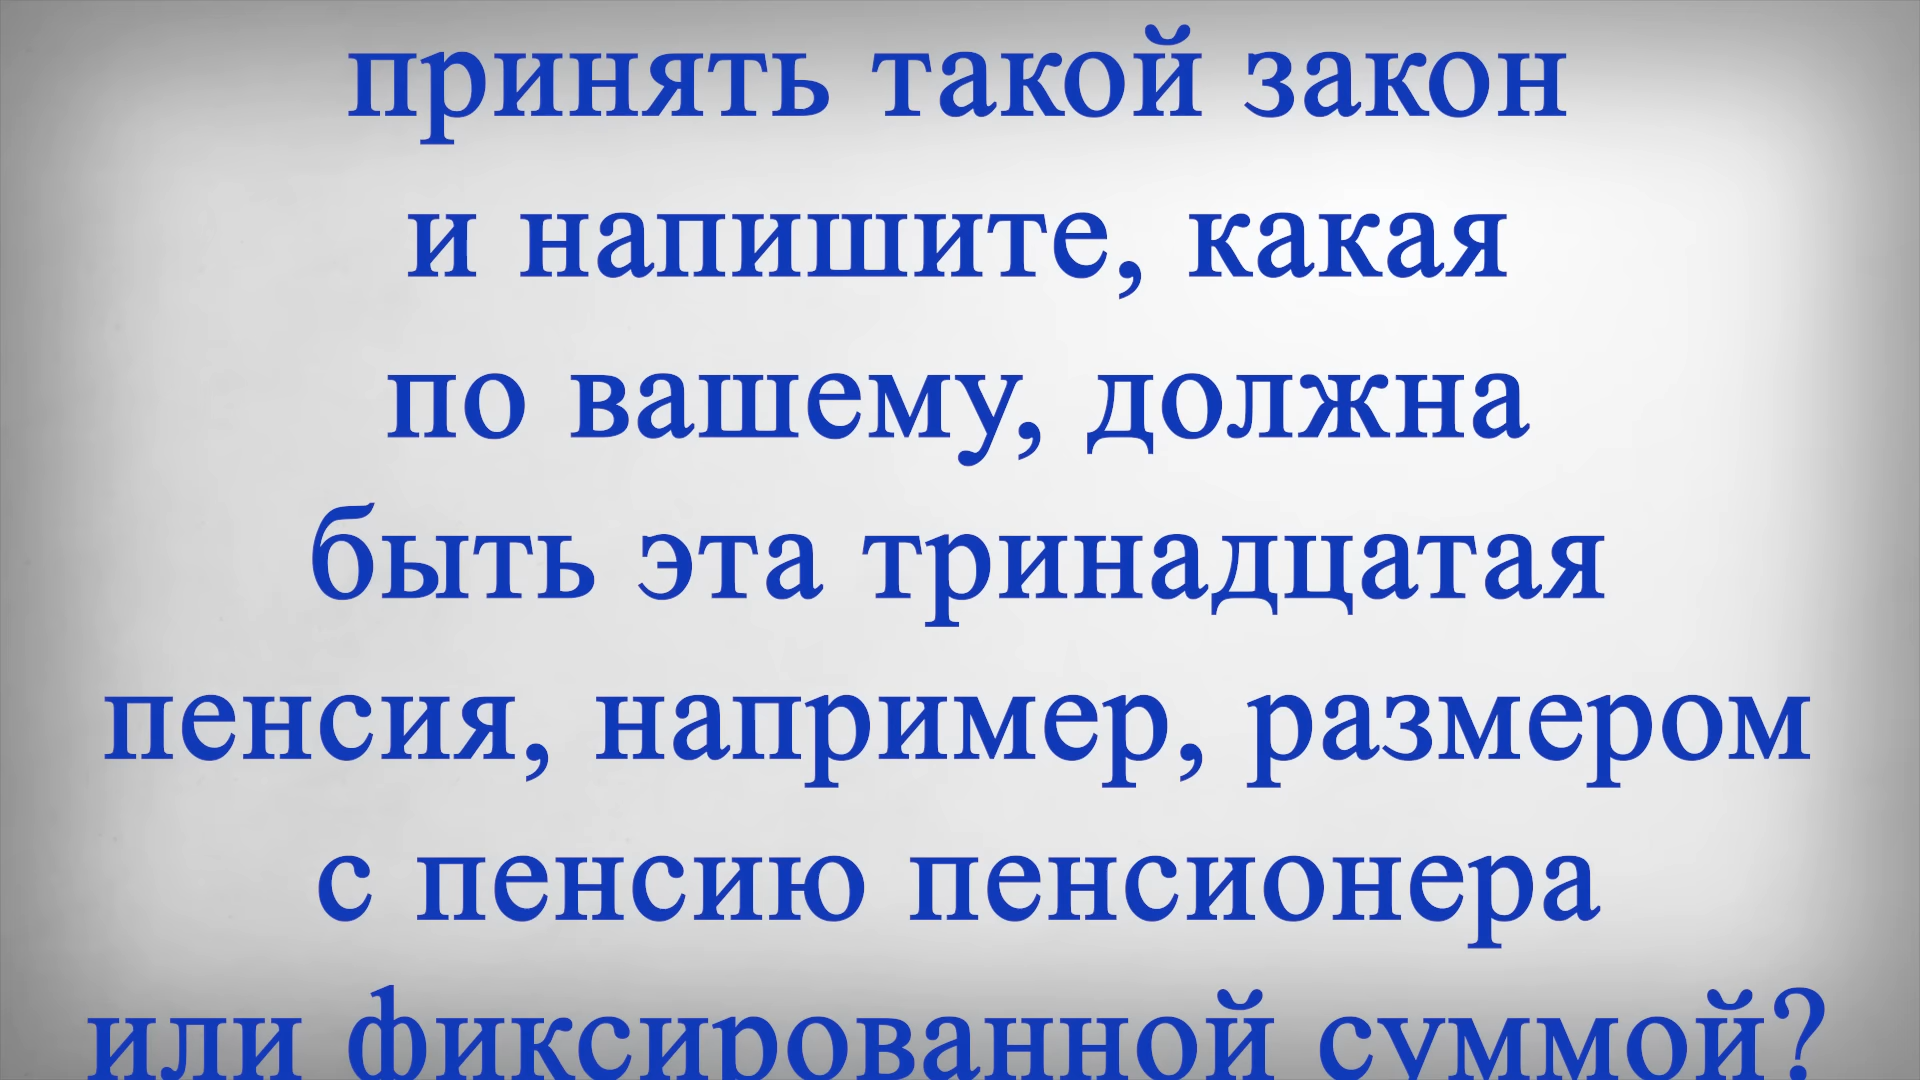 принять такой закон
и напишите, какая
по вашему, должна
быть эта тринадцатая
пенсия, например, размером
с пенсию пенсионера
или фиксированной суммой?